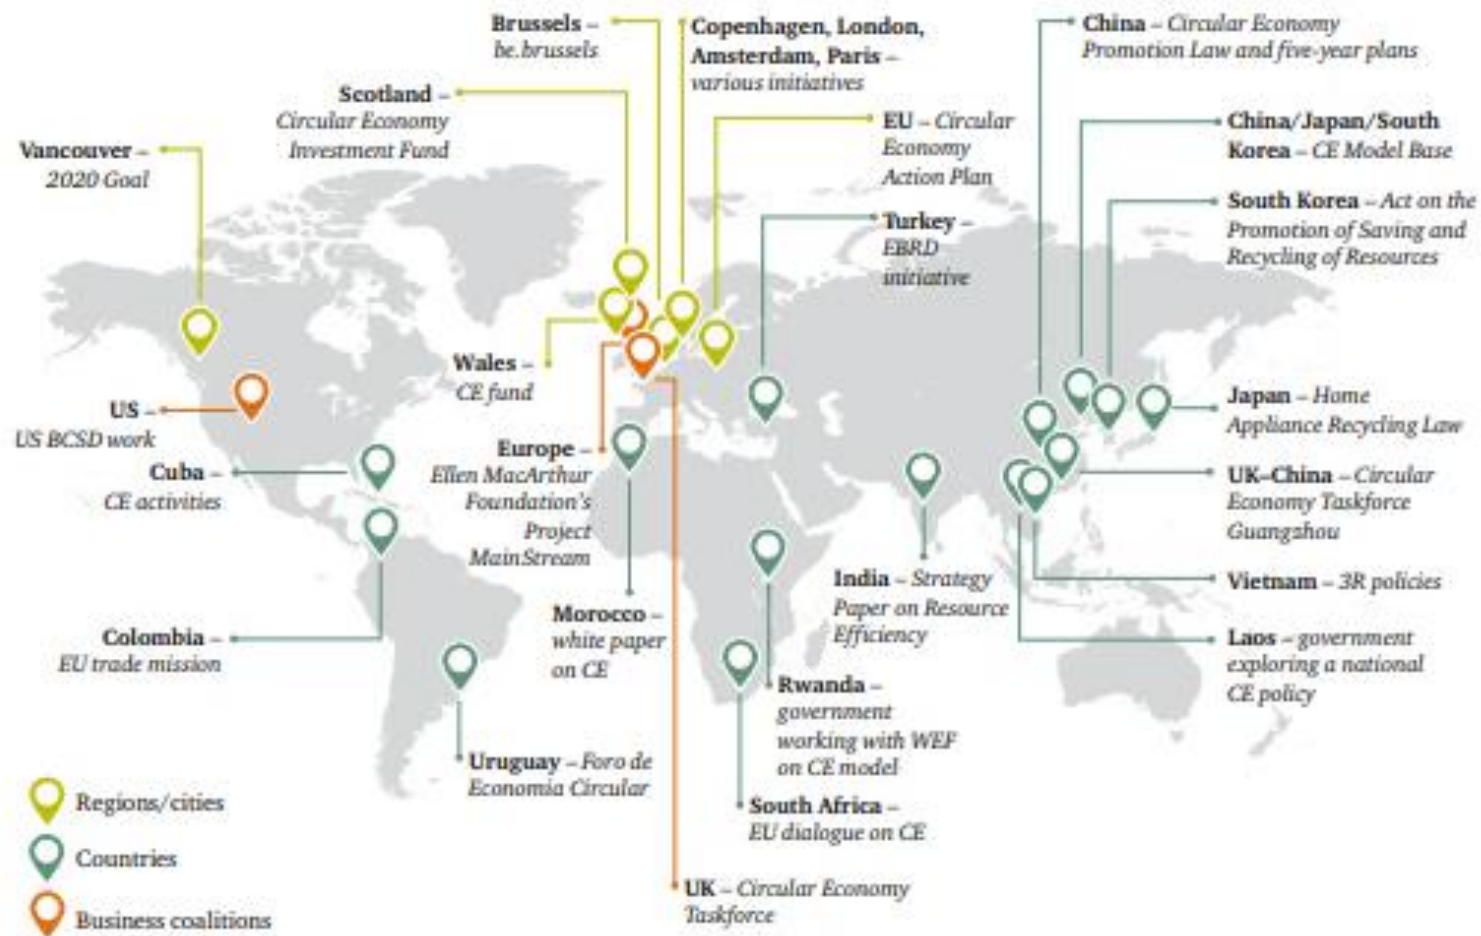 Brussels –
be.brussels
Copenhagen, London,
Amsterdam, Paris –
various initiatives
China – Circular Economy
Promotion Law and five-year plans
Scotland –
Circular Economy
Investment Fund
EU – Circular
Economy
Action Plan
China/Japan/South
Korea – CE Model Base
Vancouver –
2020 Goal
Turkey –
EBRD
initiative
South Korea – Act on the
Promotion of Saving and
Recycling of Resources
Wales –
CE fund
US –
US BCSD work
Japan – Home
Appliance Recycling Law
Cuba –
CE activities
Europe –
Ellen MacArthur
Foundation's
Project
MainStream
UK–China – Circular
Economy Taskforce
Guangzhou
India – Strategy
Paper on Resource
Efficiency
Vietnam – 3R policies
Morocco –
white paper
on CE
Colombia –
EU trade mission
Laos – government
exploring a national
CE policy
Rwanda –
government
working with WEF
on CE model
Uruguay – Foro de
Economia Circular
South Africa –
EU dialogue on CE
UK – Circular Economy
Taskforce
Regions/cities
Countries
Business coalitions